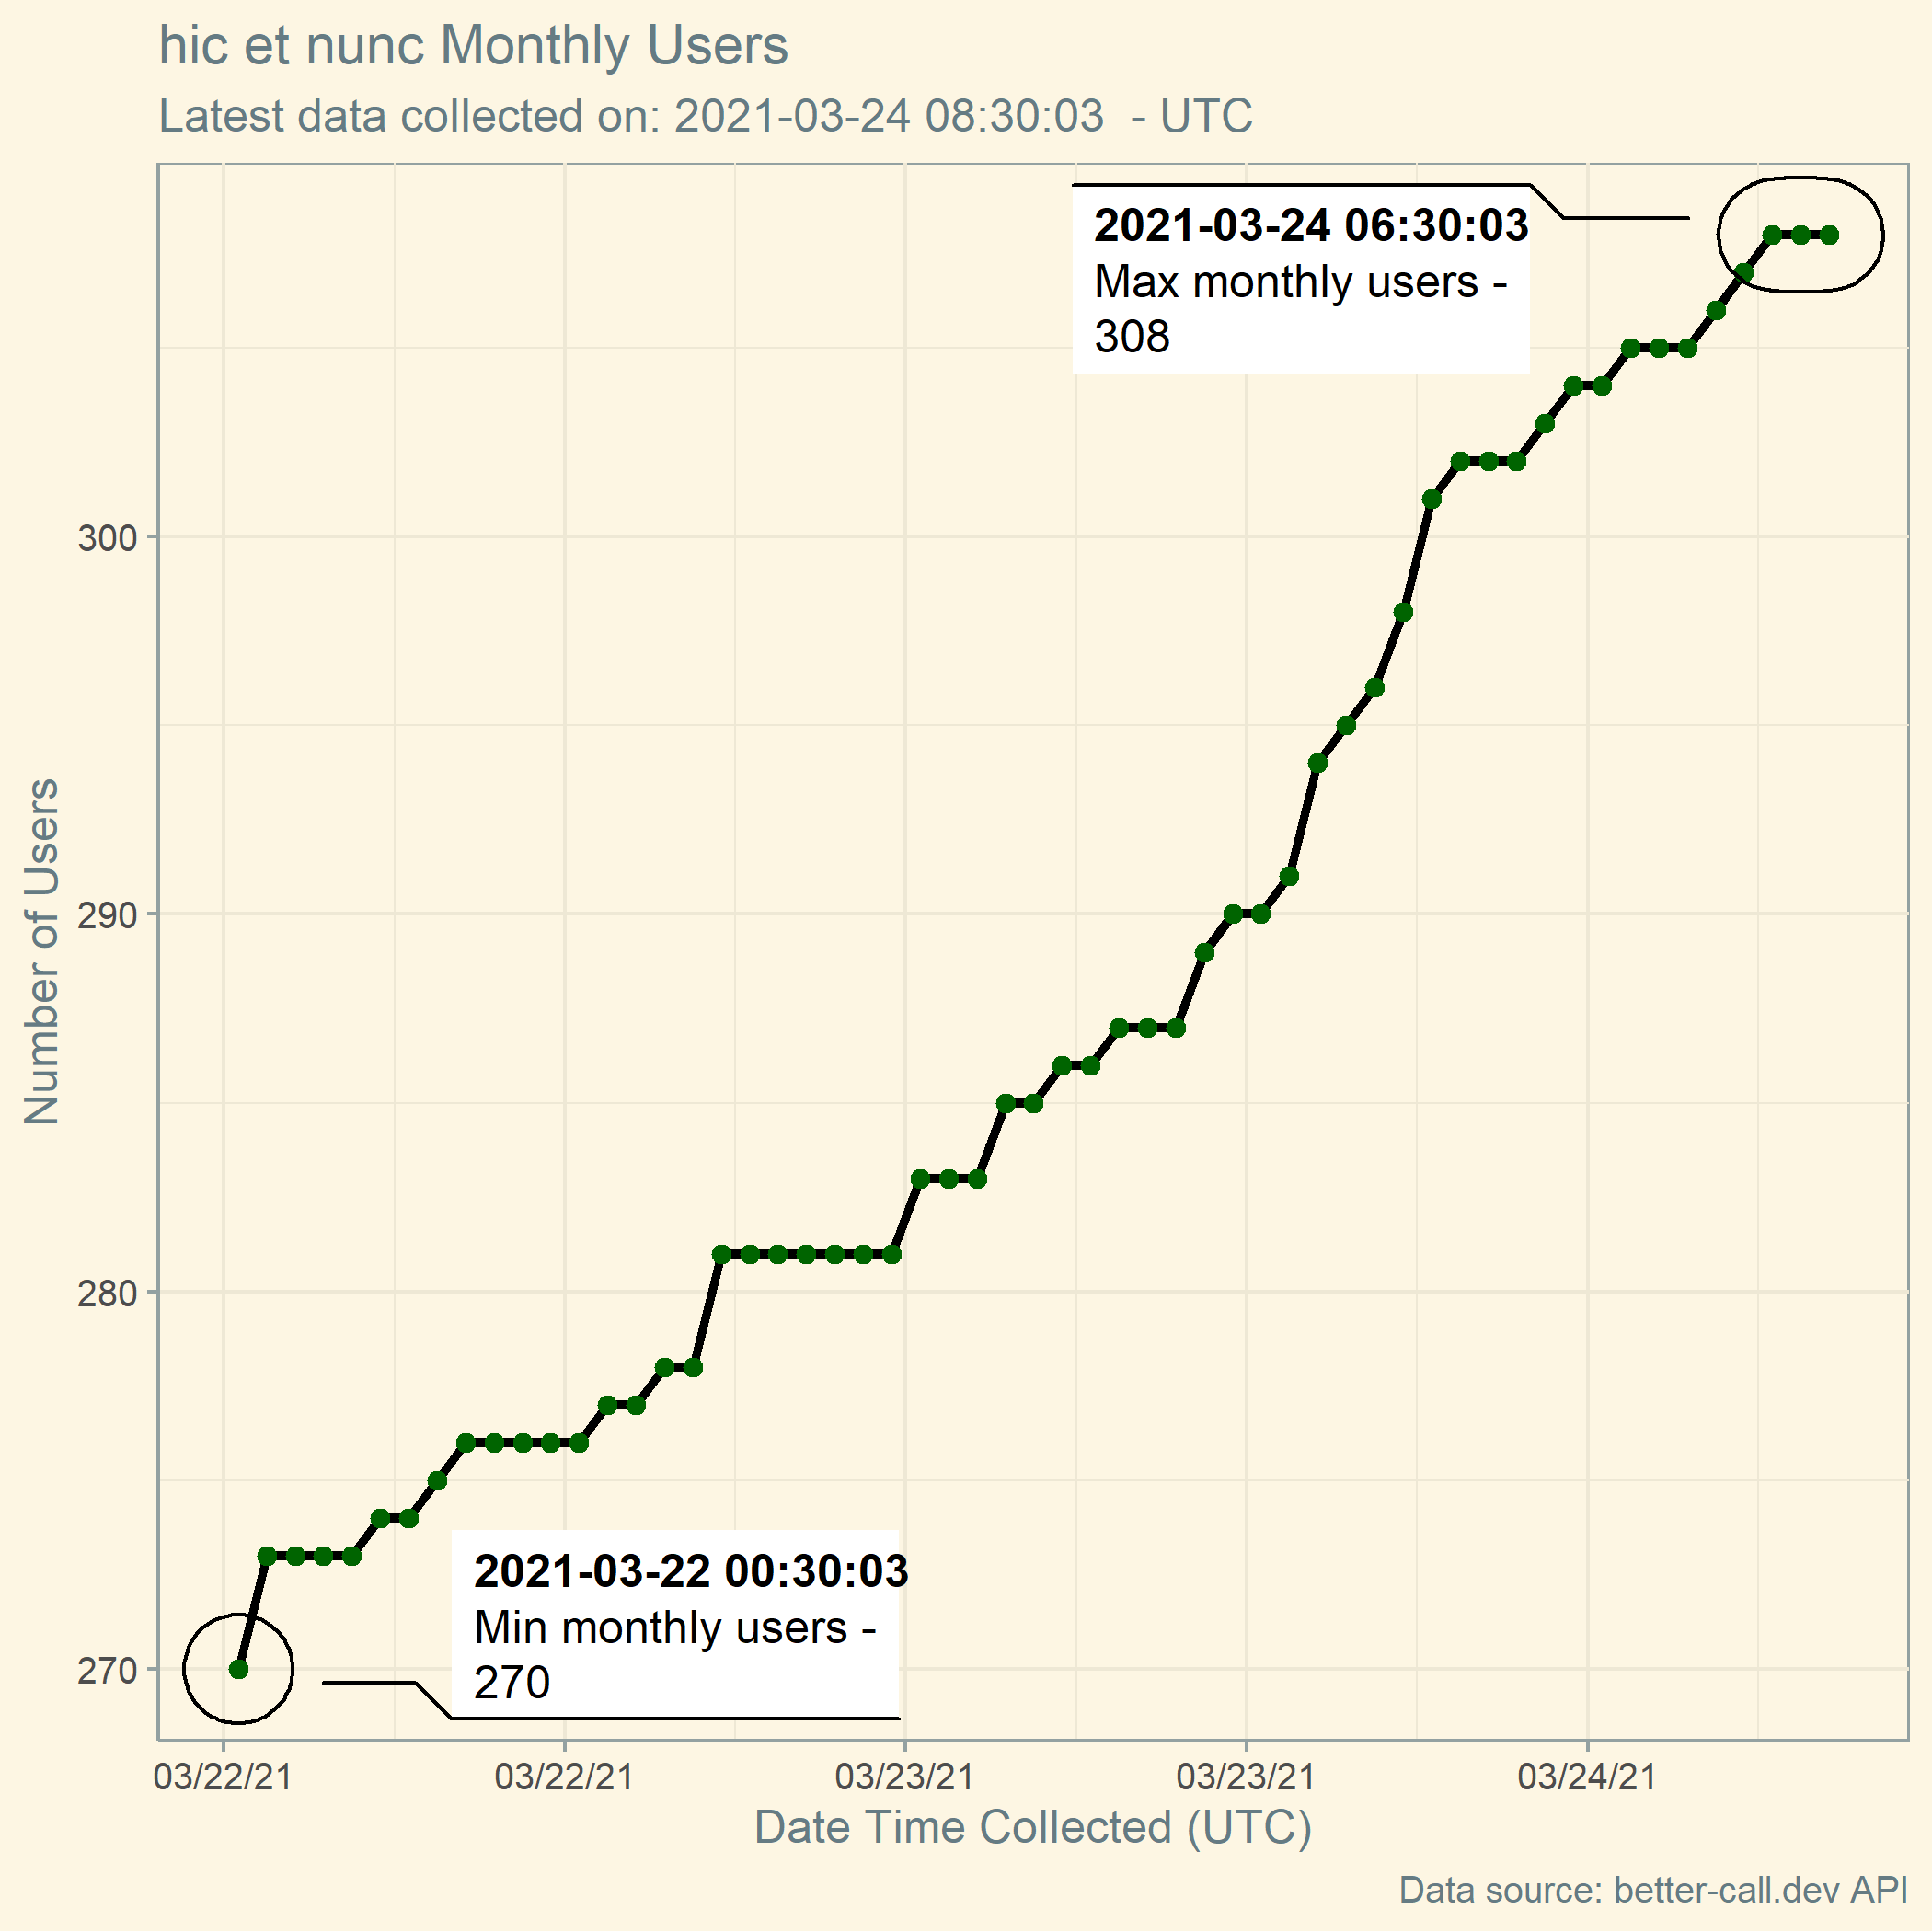 hic et nunc Monthly Users
Latest data collected on: 2021-03-24 08:30:03  - UTC
2021-03-24 06:30:03
Max monthly users -
308
300
290
280
270
Number of Users
2021-03-22 00:30:03
Min monthly users -
270
03/22/21 03/22/21 03/23/21 03/23/21 03/24/21
Date Time Collected (UTC)
Data source: better-call.dev API